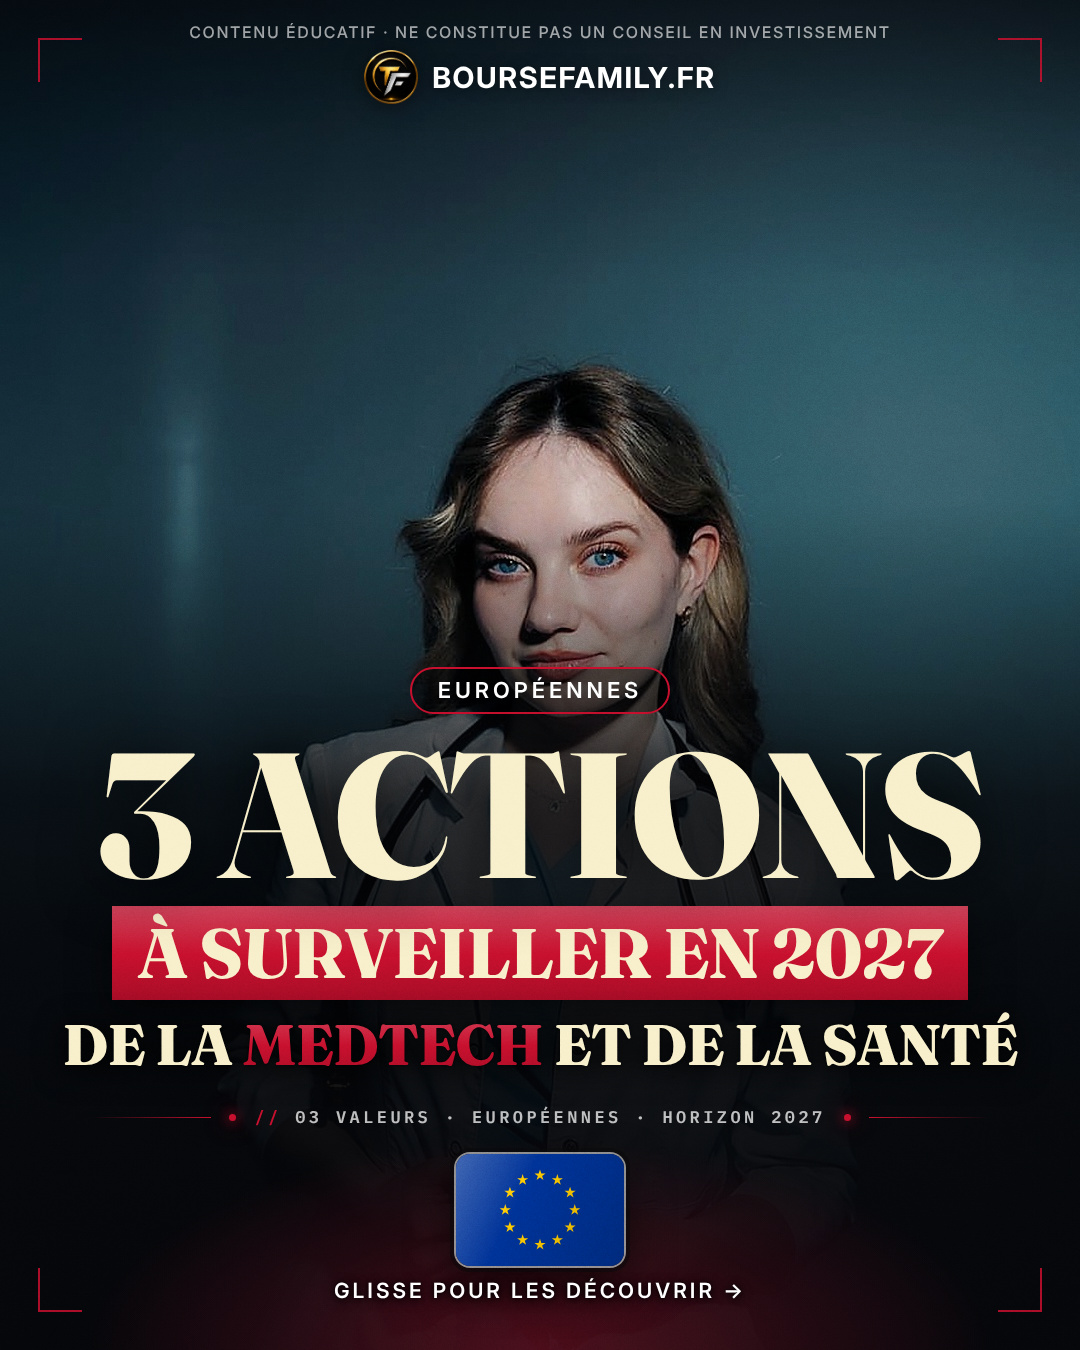 CONTENU ÉDUCATIF · NE CONSTITUE PAS UN CONSEIL EN INVESTISSEMENT
TF BOURSEFAMILY.FR
EUROPÉENNES
3 ACTIONS
À SURVEILLER EN 2027
DE LA MEDTECH ET DE LA SANTÉ
// 03 VALEURS · EUROPÉENNES · HORIZON 2027
GLISSE POUR LES DÉCOUVRIR →